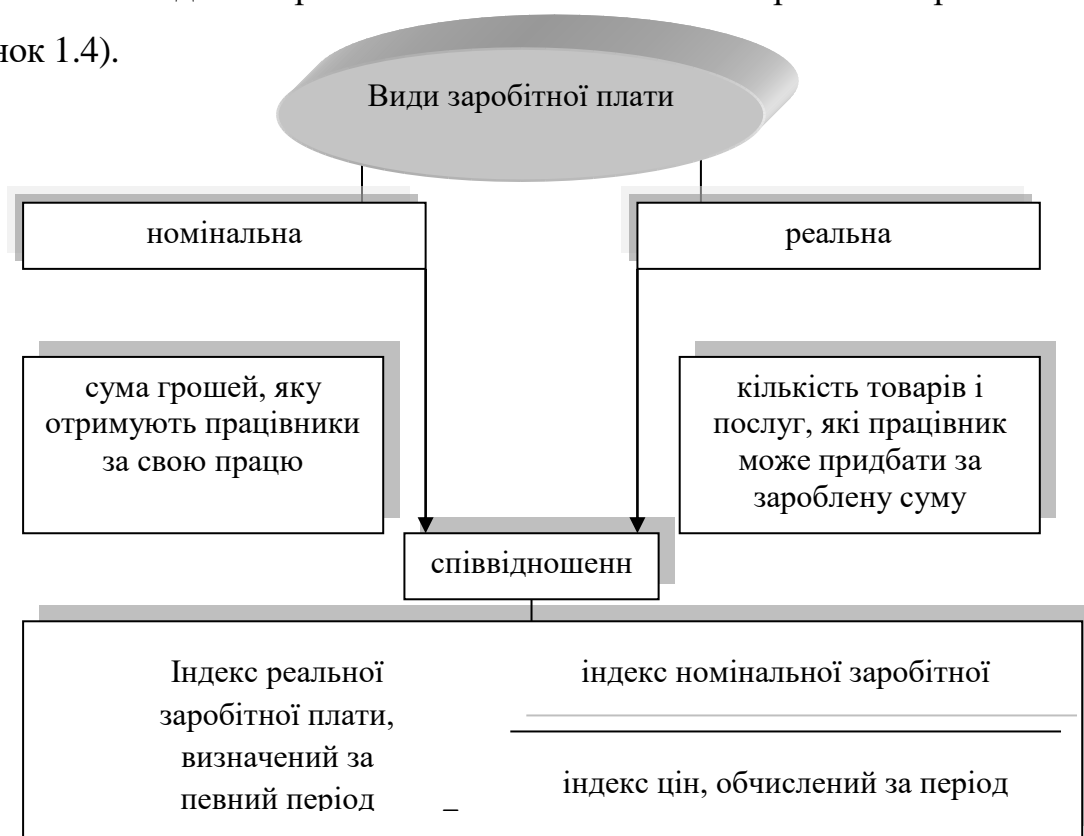 нок 1.4).
Види заробітної плати
номінальна
реальна
сума грошей, яку
отримують працівники
за свою працю
кількість товарів і
послуг, які працівник
може придбати за
зароблену суму
співвідношенн
Індекс реальної
заробітної плати,
визначений за
певний період
індекс номінальної заробітної
індекс цін, обчислений за період